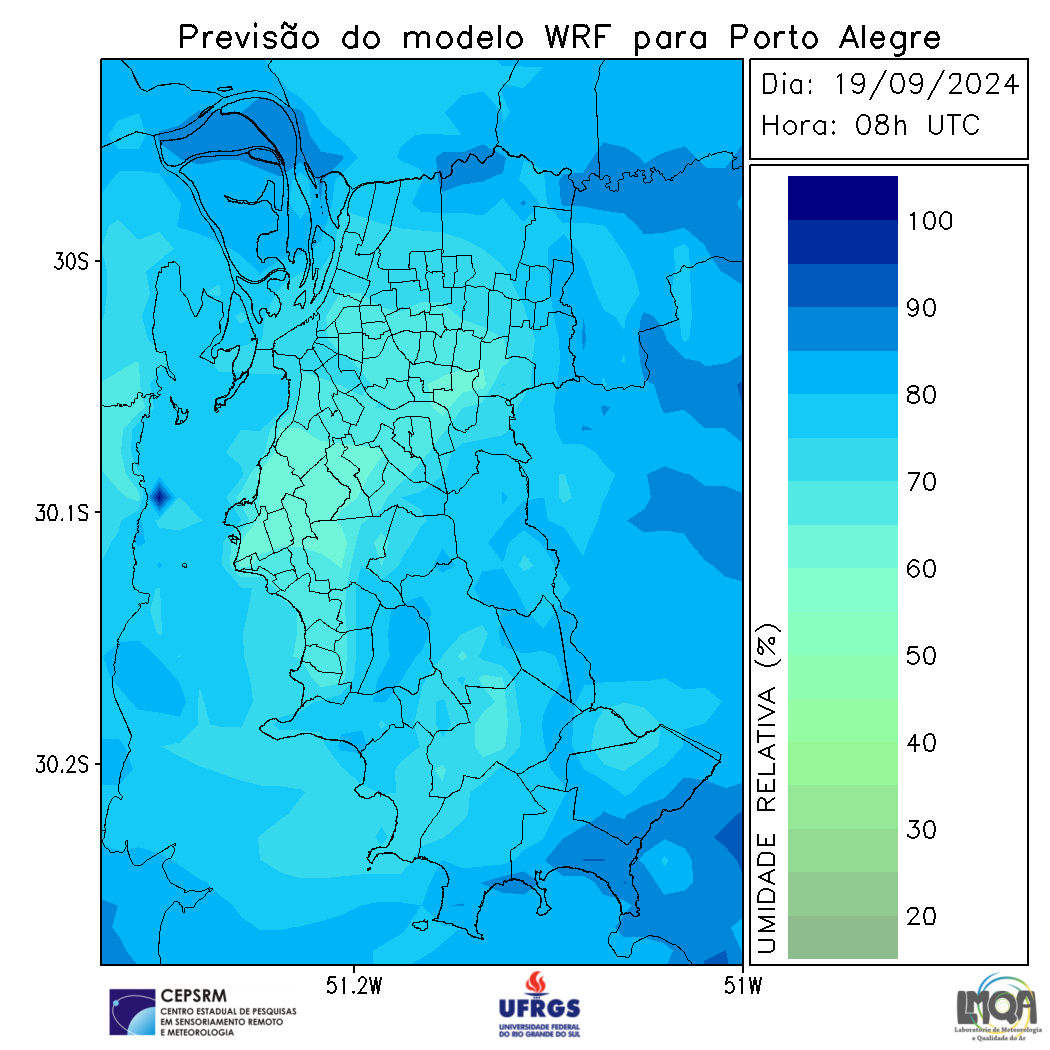 Previsão do modelo WRF para Porto Alegre
Dia: 19/09/2024
Hora: 08h UTC
30S
30.1S
30.2S
51.2W
51W
100
90
80
70
60
50
40
30
20
UMIDADE RELATIVA (%)
CEPSRM
CENTRO ESTADUAL DE PESQUISAS
EM SENSORIAMENTO REMOTO
E METEOROLOGIA
UFRGS
UNIVERSIDADE FEDERAL
DO RIO GRANDE DO SUL
LMQA
Laboratório de Meteorologia
e Qualidade do Ar